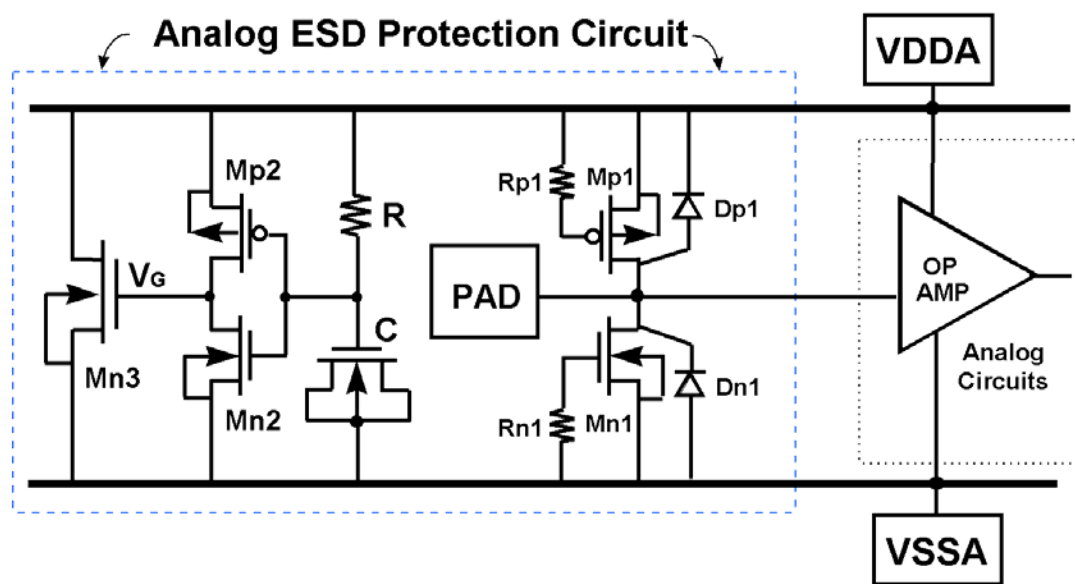 Analog ESD Protection Circuit
VDDA
Mp2
R
Rp1
Mp1
Dp1
VG
PAD
OP
AMP
C
Mn3
Mn2
Rn1
Mn1
Dn1
Analog
Circuits
VSSA